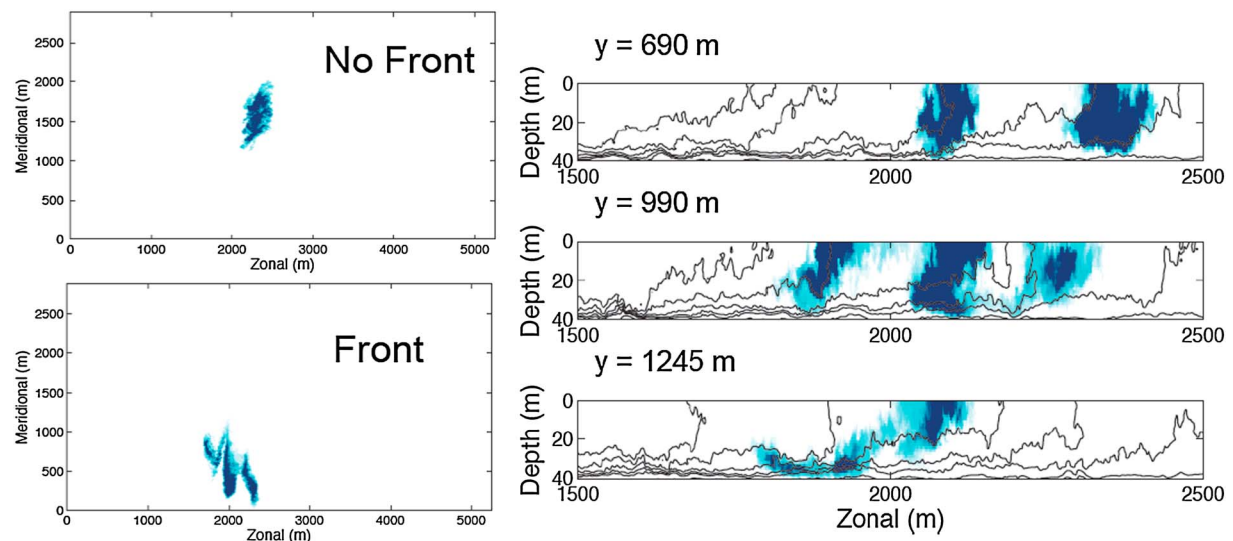 No Front
Meridional (m)
2500
2000
1500
1000
500
0
0 1000 2000 3000 4000 5000
Zonal (m)
Front
Meridional (m)
2500
2000
1500
1000
500
0
0 1000 2000 3000 4000 5000
Zonal (m)
y = 690 m
Depth (m)
0
20
40
1500 2000 2500
y = 990 m
Depth (m)
0
20
40
1500 2000 2500
y = 1245 m
Depth (m)
0
20
40
1500 2000 2500
Zonal (m)